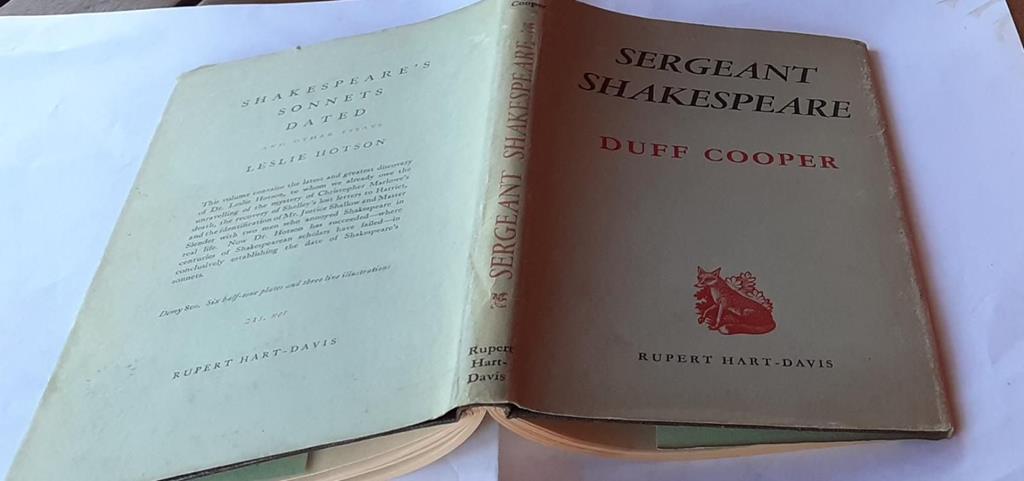 SHAKESPEARE'S
SONNETS
DATED
AND OTHER ESSAYS
LESLIE HOTSON
This volume contains the latest and greatest discovery
of Dr. Leslie Hotson, to whom we already owe the
unravelling of the mystery of Christopher Marlowe's
death, the recovery of Shelley's lost letters to Harriet,
and the identification of Mr. Justice Shallow and Master
Slender with two men who annoyed Shakespeare in
real life. Now Dr. Hotson has succeeded—where
centuries of Shakespearean scholars have failed—in
conclusively establishing the date of Shakespeare's
sonnets.
Demy 8vo. Six half-tone plates and three line illustrations
21s. net
RUPERT HART-DAVIS
Cooper
SERGEANT SHAKESPEARE
Rupert
Hart-
Davis
SERGEANT
SHAKESPEARE
DUFF COOPER
RUPERT HART-DAVIS